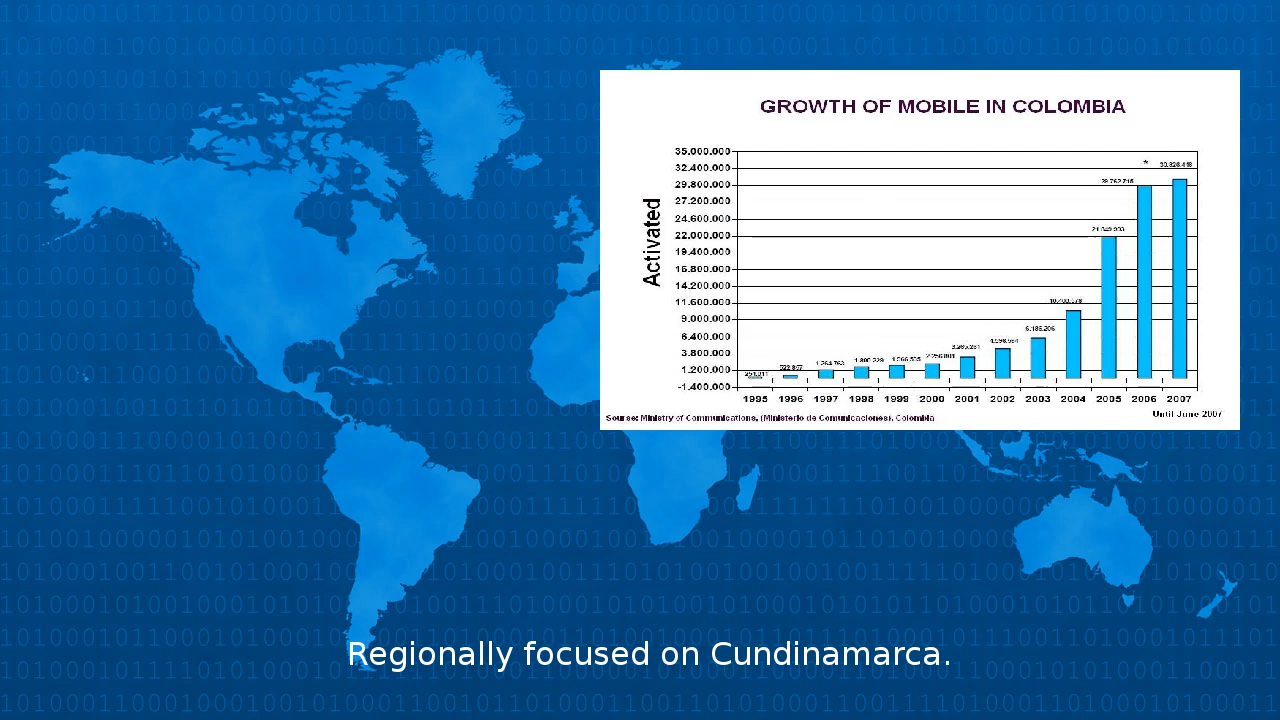 GROWTH OF MOBILE IN COLOMBIA
Activated
35.000.000
32.400.000
29.800.000
27.200.000
24.600.000
22.000.000
19.400.000
16.800.000
14.200.000
11.600.000
9.000.000
6.400.000
3.800.000
1.200.000
-1.400.000
*
1995 1996 1997 1998 1999 2000 2001 2002 2003 2004 2005 2006 2007
Sourse: Ministry of Communications, (Ministerio de Comunicaciones), Colombia
Until June 2007
Regionally focused on Cundinamarca.